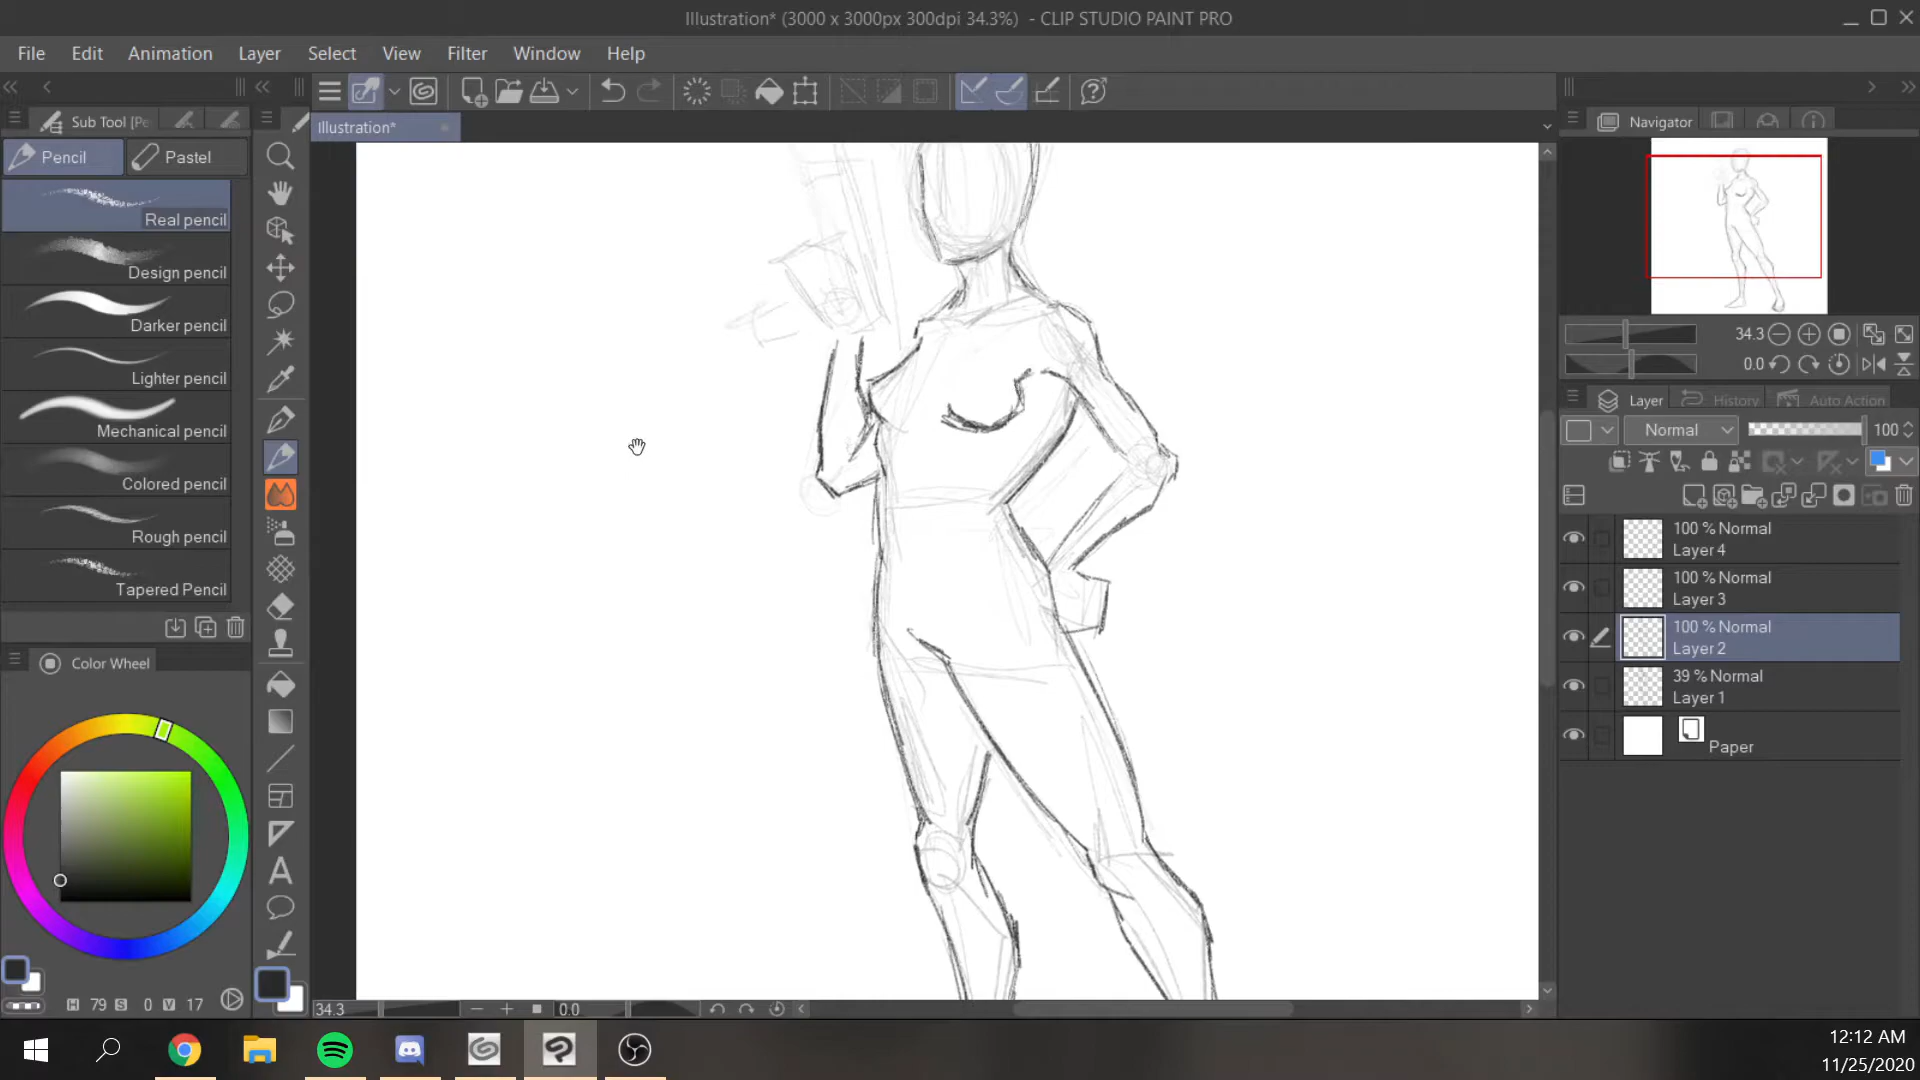 Illustration* (3000 x 3000px 300dpi 34.3%) - CLIP STUDIO PAINT PRO
File Edit Animation Layer Select View Filter Window Help
Sub Tool [Pe
Illustration*
Navigator
Pencil Pastel
Real pencil
Design pencil
Darker pencil
Lighter pencil
Mechanical pencil
Colored pencil
Rough pencil
Tapered Pencil
Color Wheel
H 79 S 0 V 17
34.3
0.0
34.3
0.0
Layer History Auto Action
Normal 100
100 % Normal
Layer 4
100 % Normal
Layer 3
100 % Normal
Layer 2
39 % Normal
Layer 1
Paper
12:12 AM
11/25/2020